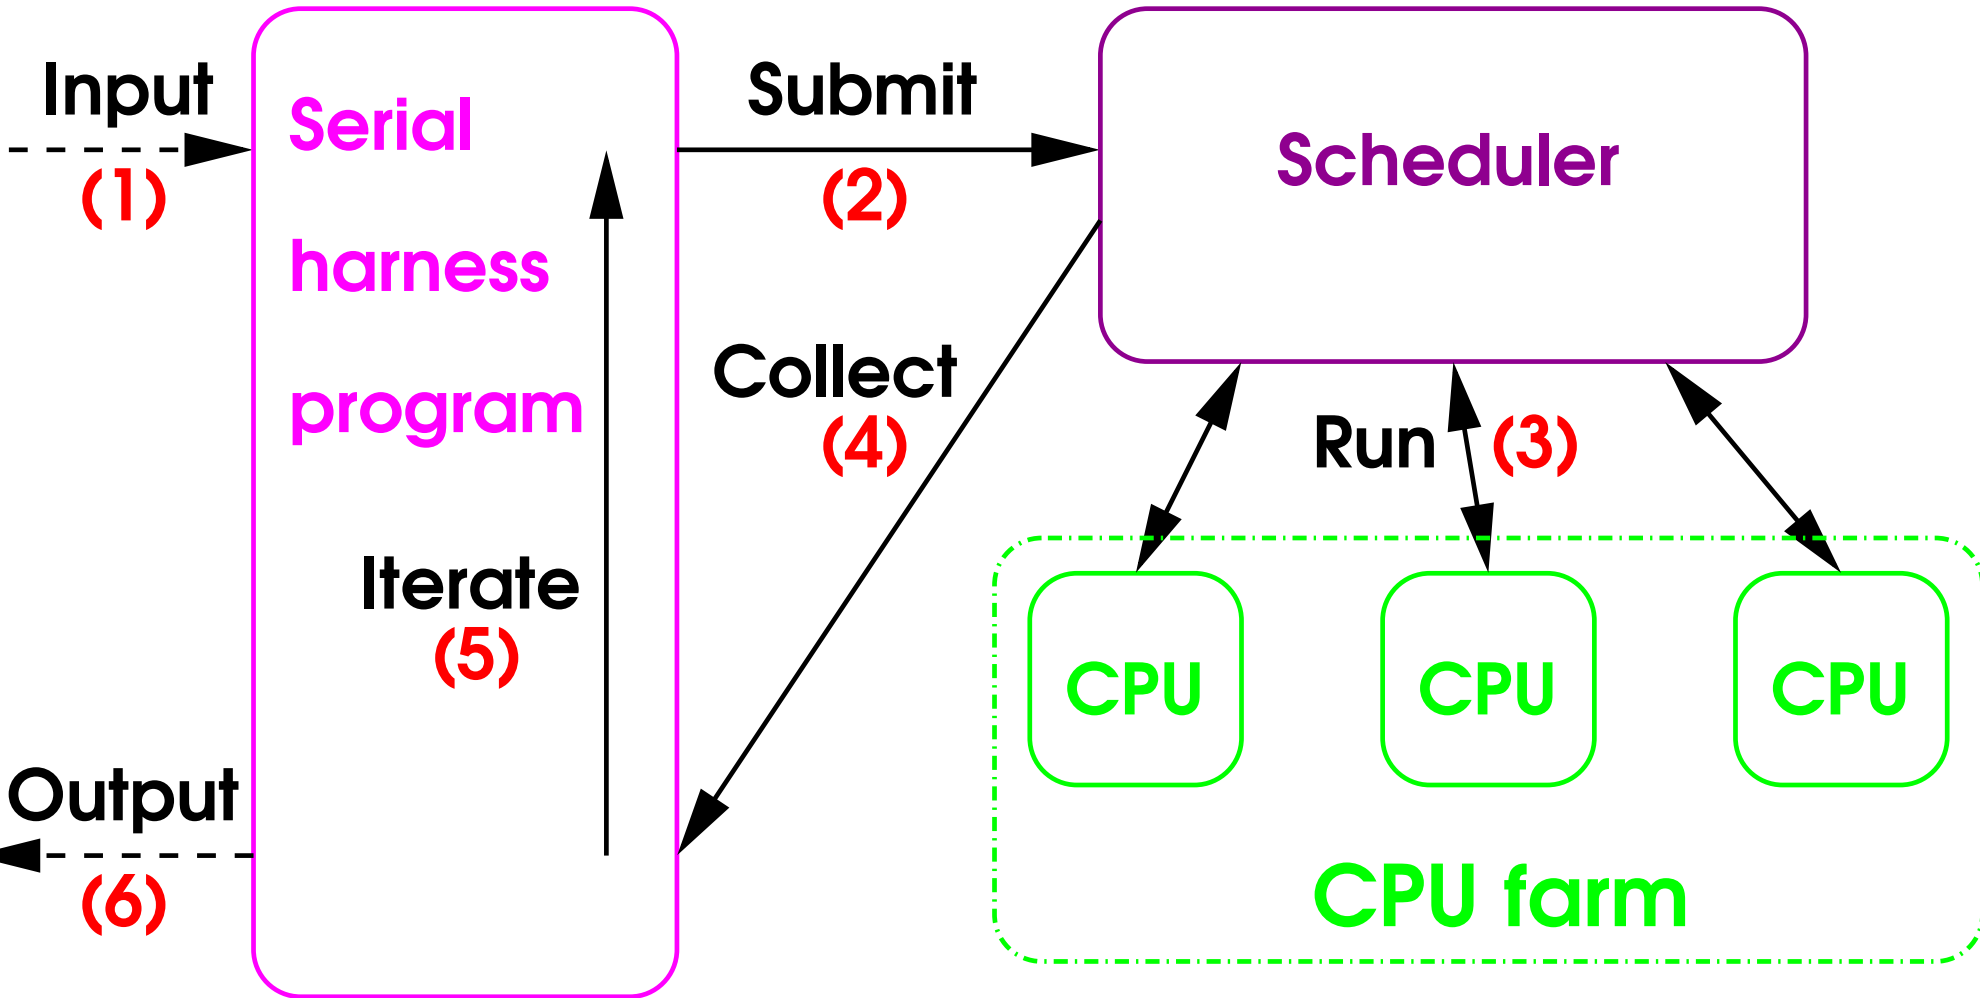 Input
(1)
Serial
harness
program
Submit
(2)
Scheduler
Collect
(4)
Run (3)
Iterate
(5)
CPU CPU CPU
Output
(6)
CPU farm